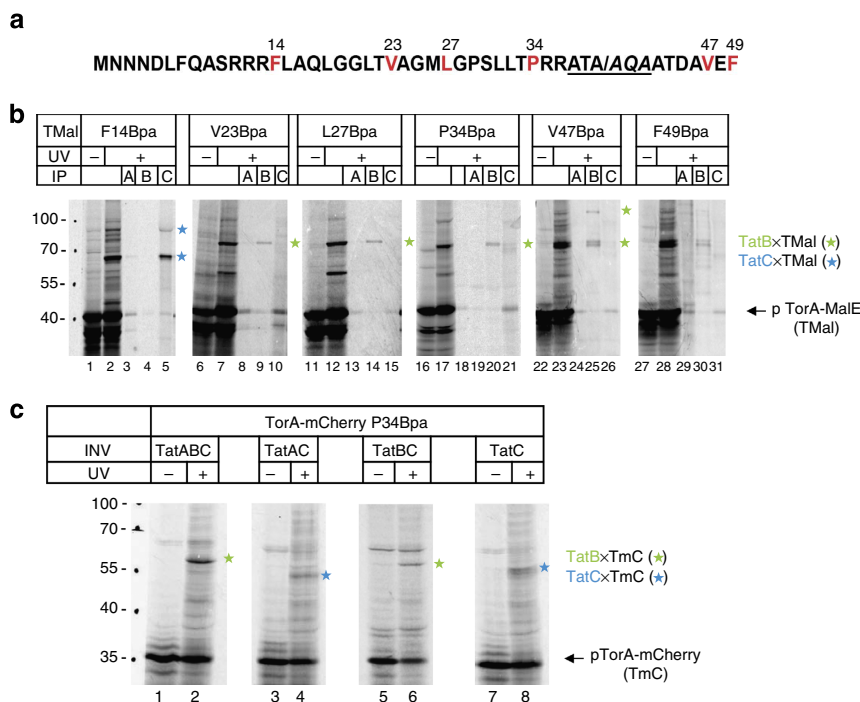 a
14 23 27 34 47 49
MNNNDLFQASRRRFLAQLGGLTVAGMLGPSLLTPRRATA/AQAATDAVEF
b
TMal F14Bpa V23Bpa L27Bpa P34Bpa V47Bpa F49Bpa
UV – + – + – + – + – + – +
IP A B C A B C A B C A B C A B C A B C
100 -
70 -
55 -
40 -
TatB×TMal (★)
TatC×TMal (★)
← p TorA-MalE
(TMal)
1 2 3 4 5 6 7 8 9 10 11 12 13 14 15 16 17 18 19 20 21 22 23 24 25 26 27 28 29 30 31
c
TorA-mCherry P34Bpa
INV TatABC TatAC TatBC TatC
UV – + – + – + – +
100 -
70 -
55 -
40 -
35 -
TatB×TmC (★)
TatC×TmC (★)
← pTorA-mCherry
(TmC)
1 2 3 4 5 6 7 8